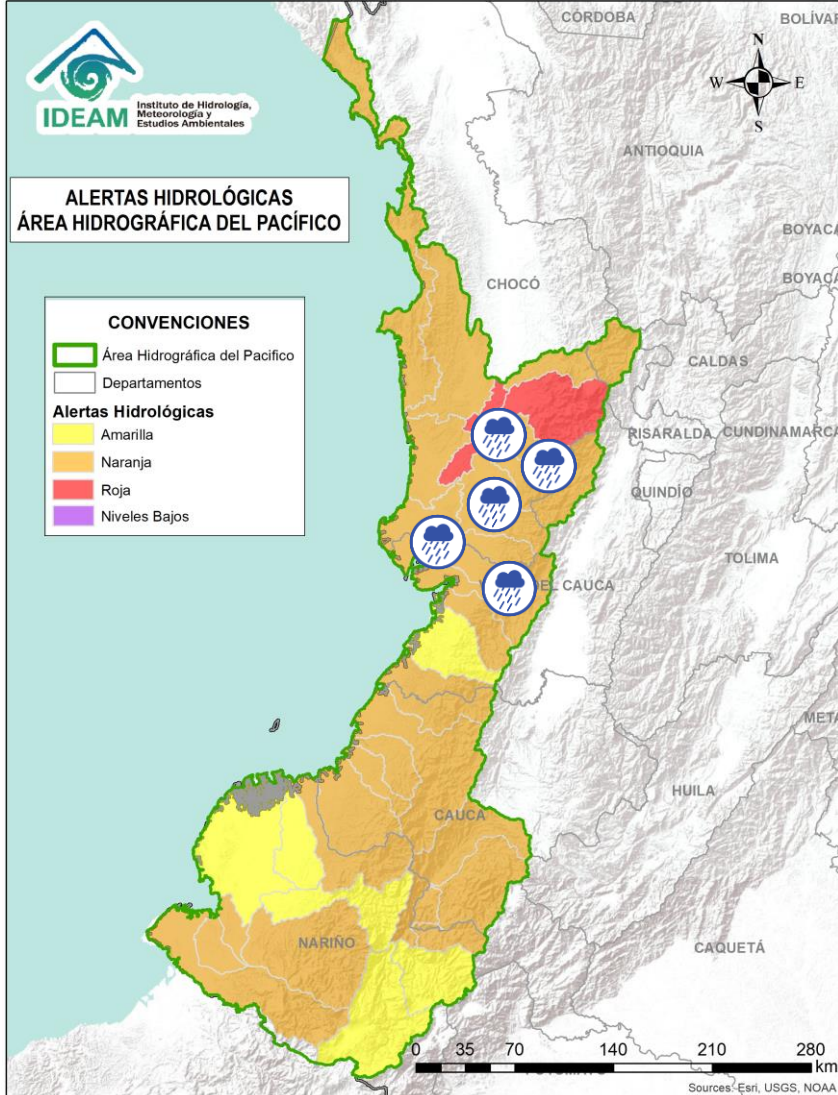 CÓRDOBA
BOLÍVAR
IDEAM
Instituto de Hidrología,
Meteorología y
Estudios Ambientales
N
W E
S
ANTIOQUIA
ALERTAS HIDROLÓGICAS
ÁREA HIDROGRÁFICA DEL PACÍFICO
BOYACÁ
BOYACÁ
CHOCÓ
CONVENCIONES
Área Hidrográfica del Pacifico
Departamentos
Alertas Hidrológicas
Amarilla
Naranja
Roja
Niveles Bajos
CALDAS
RISARALDA
CUNDINAMARCA
QUINDÍO
TOLIMA
DEL CAUCA
META
HUILA
CAUCA
NARIÑO
CAQUETÁ
0 35 70 140 210 280
km
Sources: Esri, USGS, NOAA